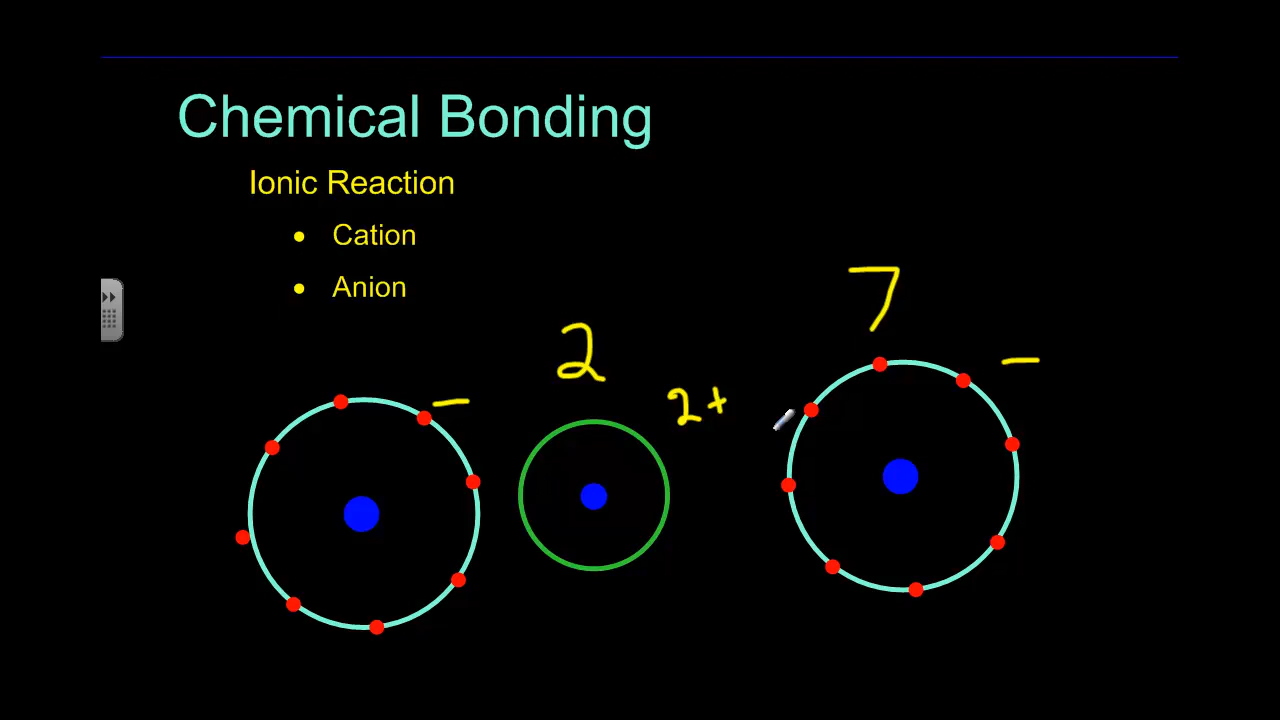 Chemical Bonding
Ionic Reaction
• Cation
• Anion
7
2
−
2+
−